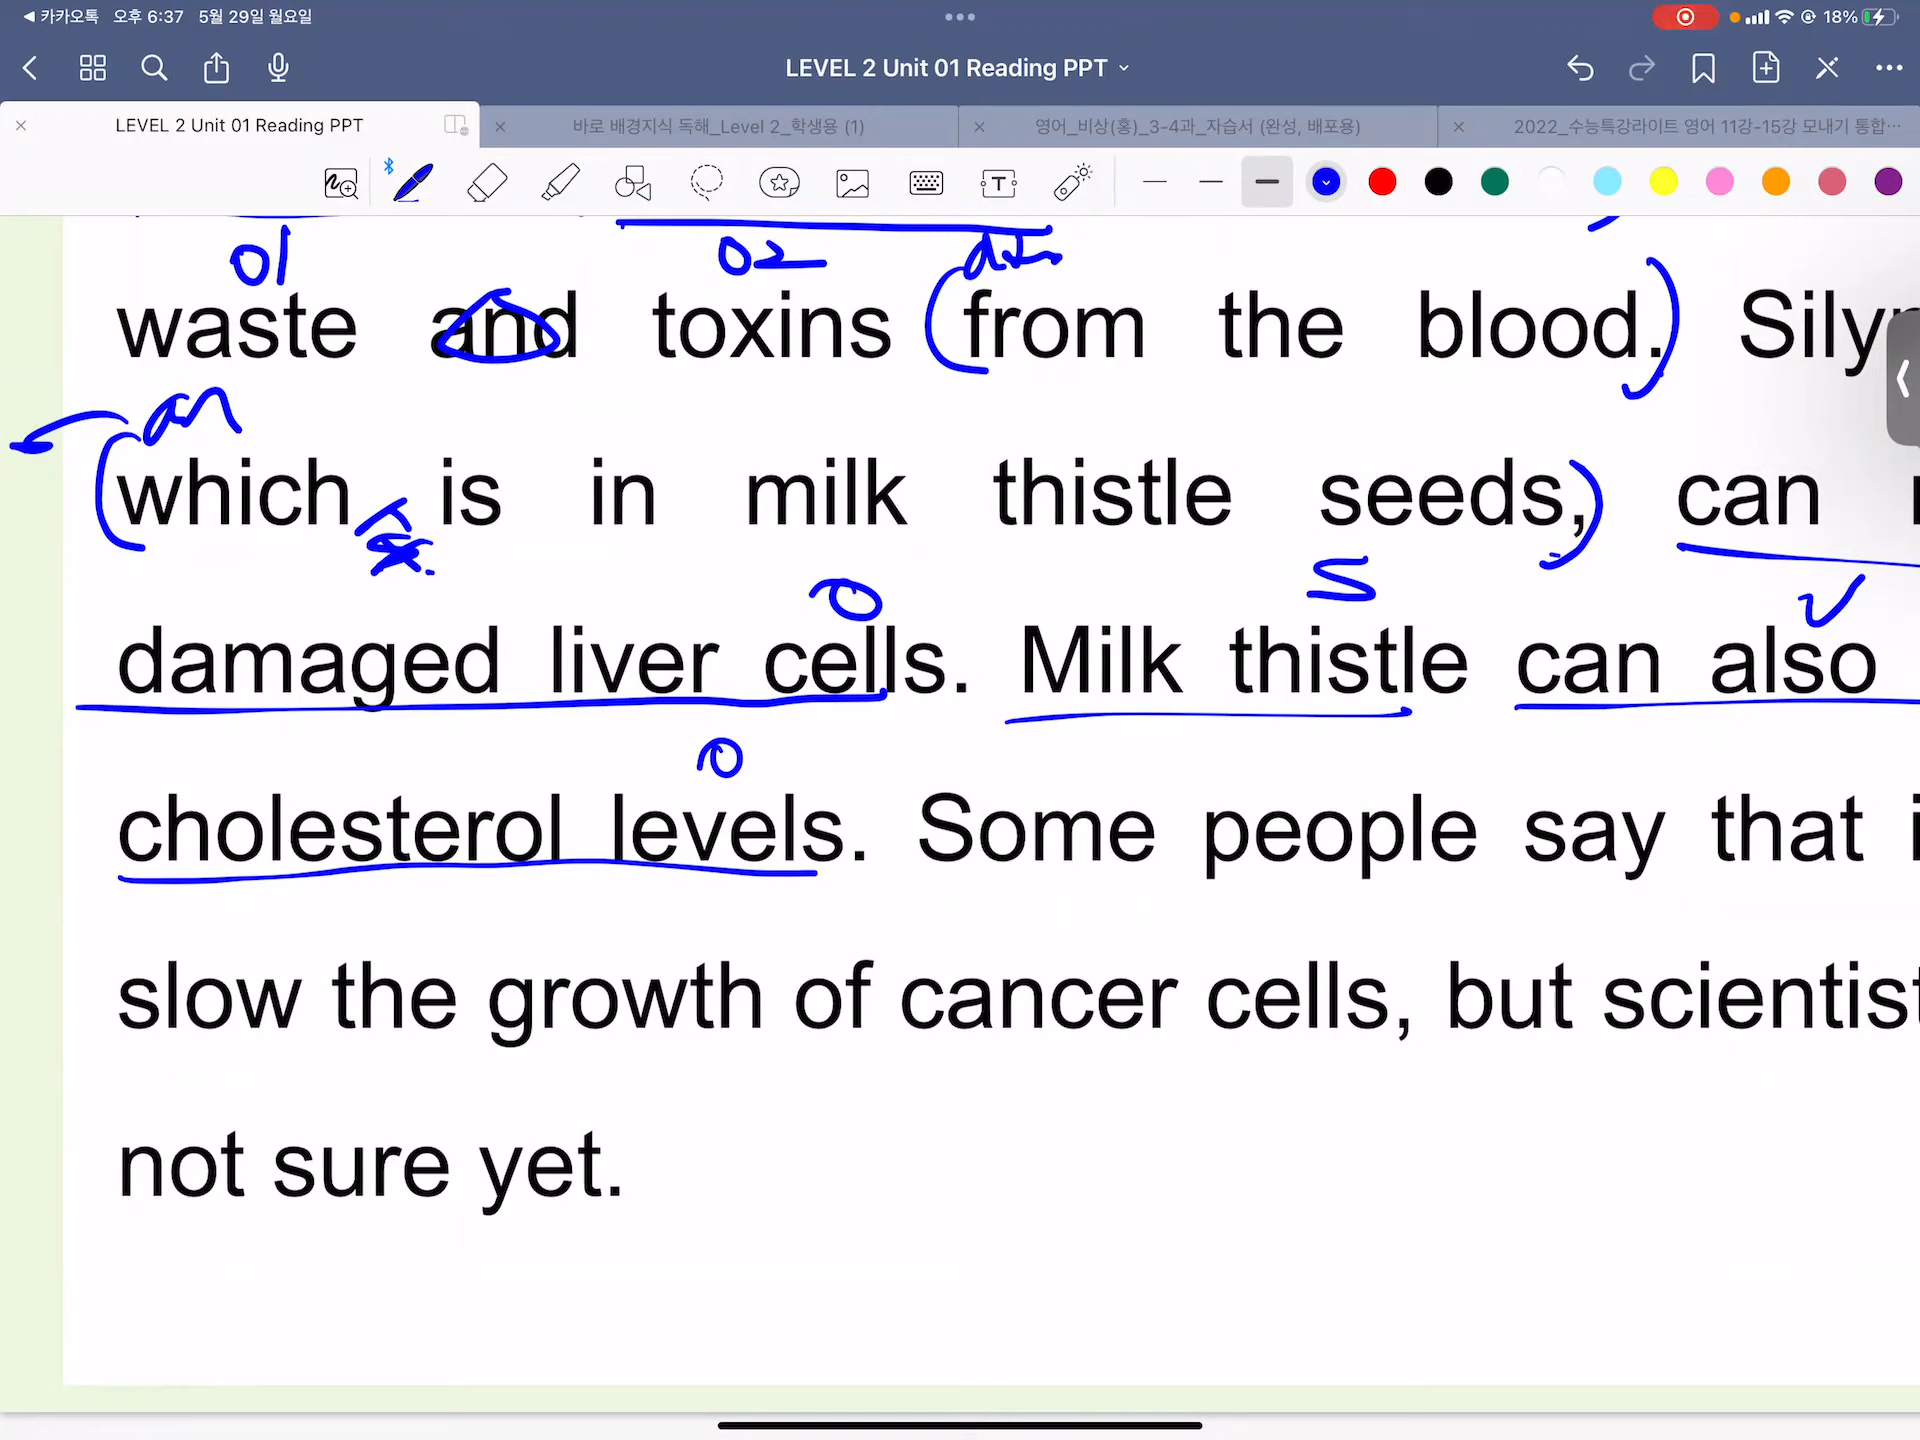 카카오톡 오후 6:37 5월 29일 월요일 18%
LEVEL 2 Unit 01 Reading PPT
LEVEL 2 Unit 01 Reading PPT 바로 배경지식 독해_Level 2_학생용 (1) 영어_비상(홍)_3-4과_자습서 (완성, 배포용) 2022_수능특강라이트 영어 11강-15강 모내기 통합…
01 02
waste and toxins (from the blood.)
(which is in milk thistle seeds,) can
O S V
damaged liver cells. Milk thistle can also
O
cholesterol levels. Some people say that
slow the growth of cancer cells, but
not sure yet.